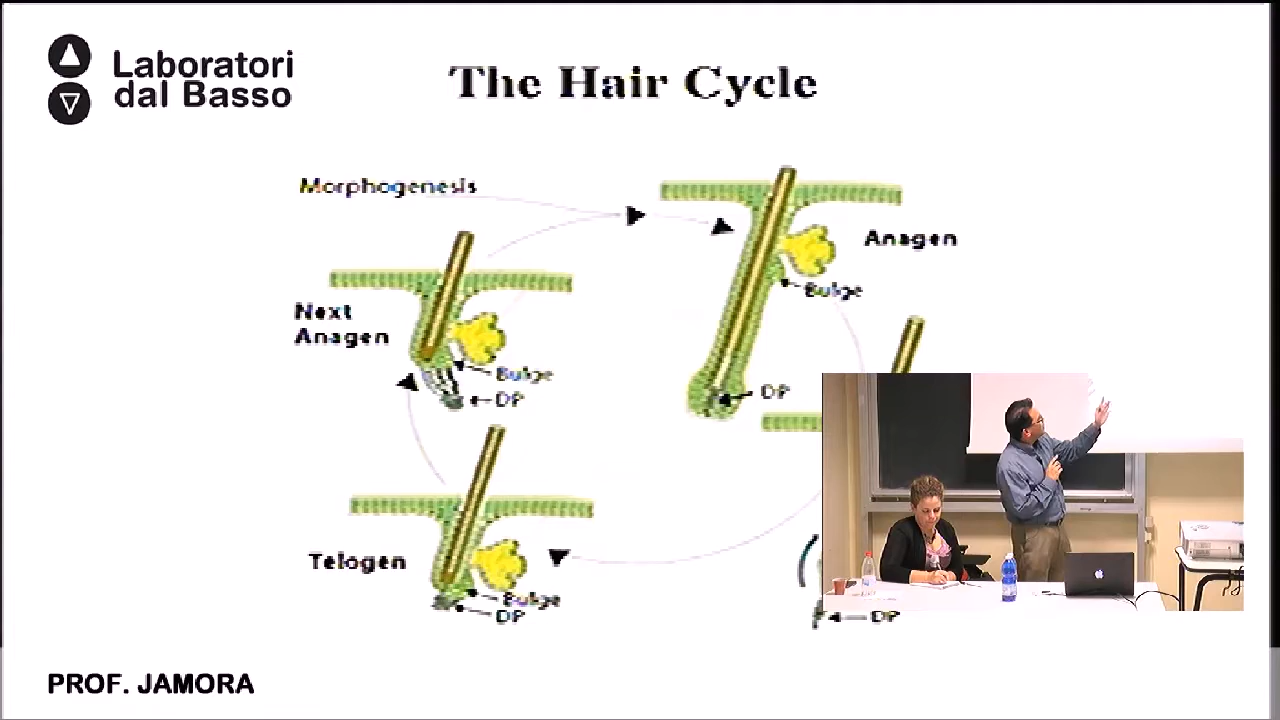 Laboratori
dal Basso
The Hair Cycle
Morphogenesis
Anagen
Bulge
DP
Next
Anagen
Bulge
DP
Telogen
Bulge
DP
DP
PROF. JAMORA